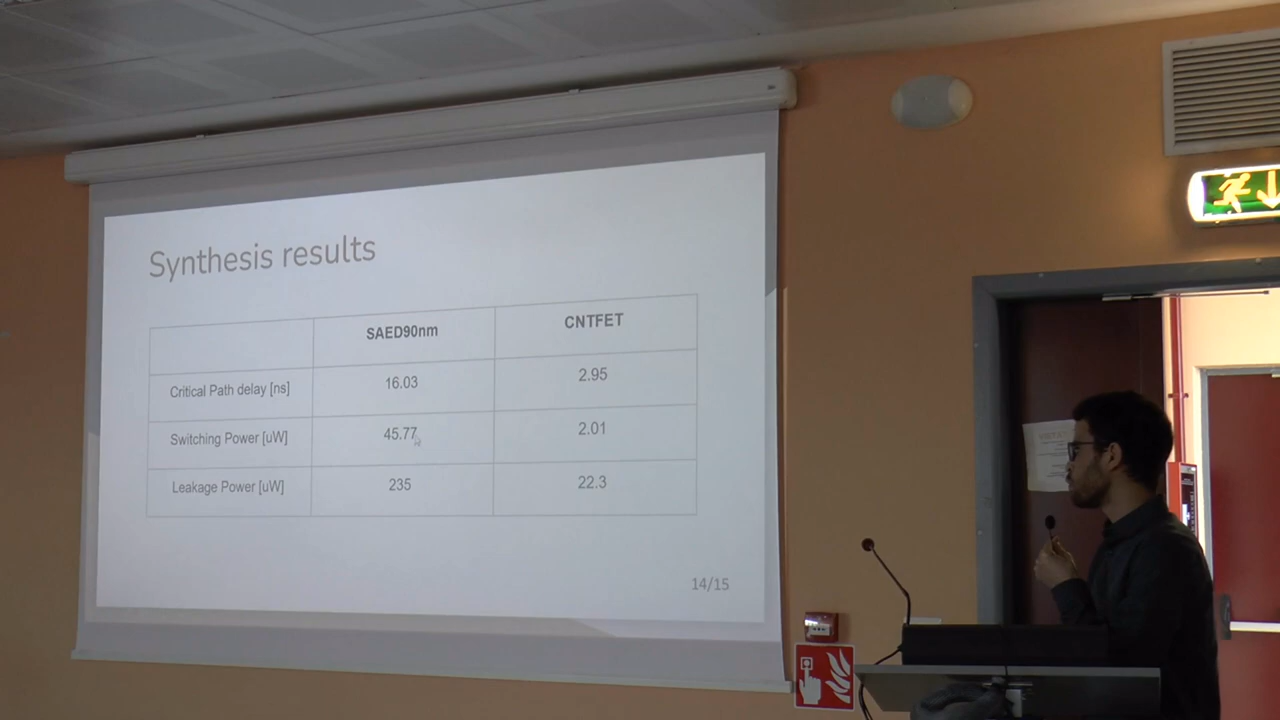 Synthesis results
SAED90nm CNTFET
Critical Path delay [ns] 16.03 2.95
Switching Power [uW] 45.77 2.01
Leakage Power [uW] 235 22.3
14/15